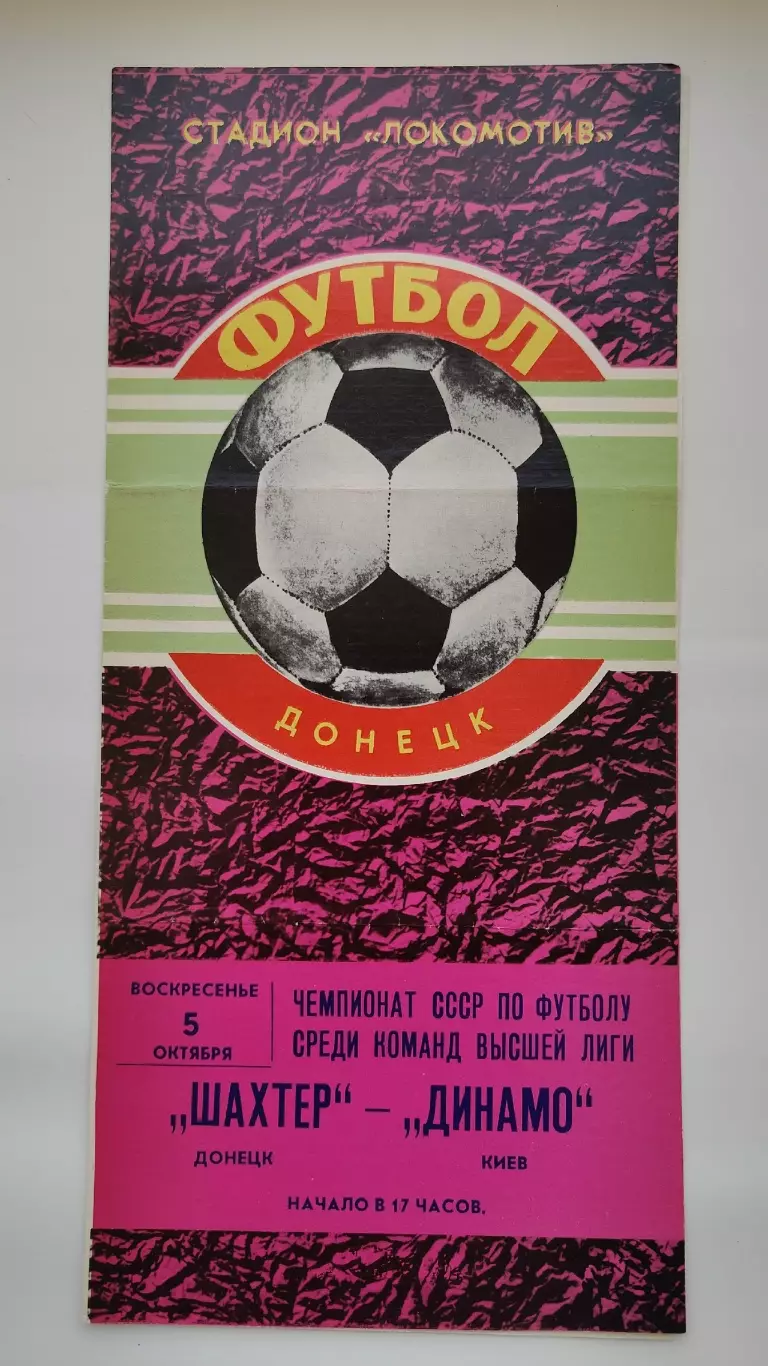 СТАДИОН «ЛОКОМОТИВ»
ФУТБОЛ
ДОНЕЦК
ВОСКРЕСЕНЬЕ
5
ОКТЯБРЯ
ЧЕМПИОНАТ СССР ПО ФУТБОЛУ
СРЕДИ КОМАНД ВЫСШЕЙ ЛИГИ
„ШАХТЕР“ – „ДИНАМО“
ДОНЕЦК КИЕВ
НАЧАЛО В 17 ЧАСОВ.